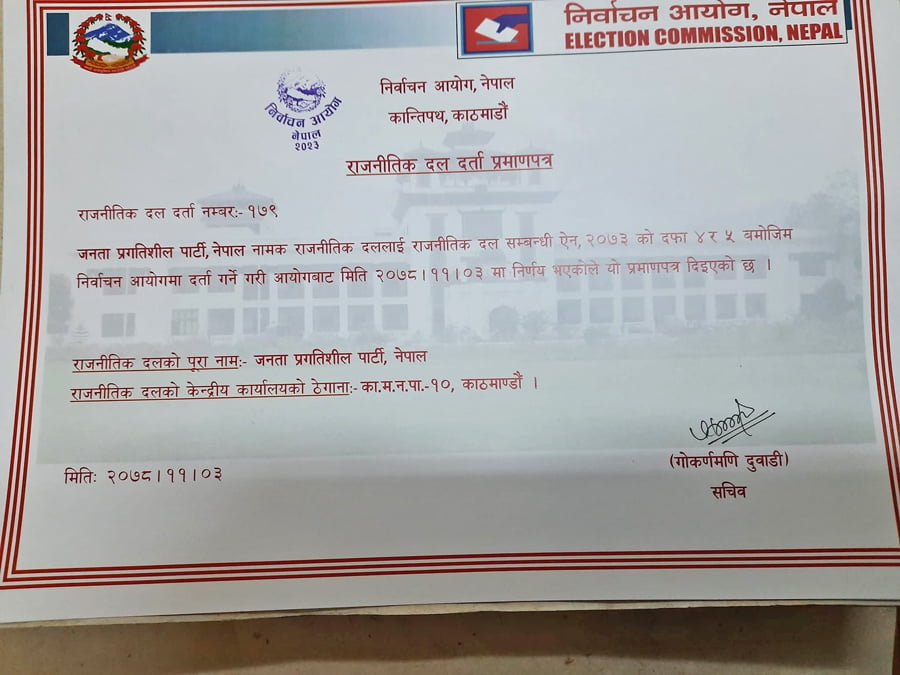 निर्वाचन आयोग, नेपाल
ELECTION COMMISSION, NEPAL
निर्वाचन आयोग
नेपाल
२०२३
निर्वाचन आयोग, नेपाल
कान्तिपथ, काठमाडौं
राजनीतिक दल दर्ता प्रमाणपत्र
राजनीतिक दल दर्ता नम्बरः- १७९
जनता प्रगतिशील पार्टी, नेपाल नामक राजनीतिक दललाई राजनीतिक दल सम्बन्धी ऐन, २०७३ को दफा ४ र ५ बमोजिम
निर्वाचन आयोगमा दर्ता गर्ने गरी आयोगबाट मिति २०७८।११।०३ मा निर्णय भएकोले यो प्रमाणपत्र दिइएको छ ।
राजनीतिक दलको पूरा नामः- जनता प्रगतिशील पार्टी, नेपाल
राजनीतिक दलको केन्द्रीय कार्यालयको ठेगानाः- का.म.न.पा.-१०, काठमाण्डौं ।
(गोकर्णमणि दुवाडी)
मितिः २०७८।११।०३
सचिव